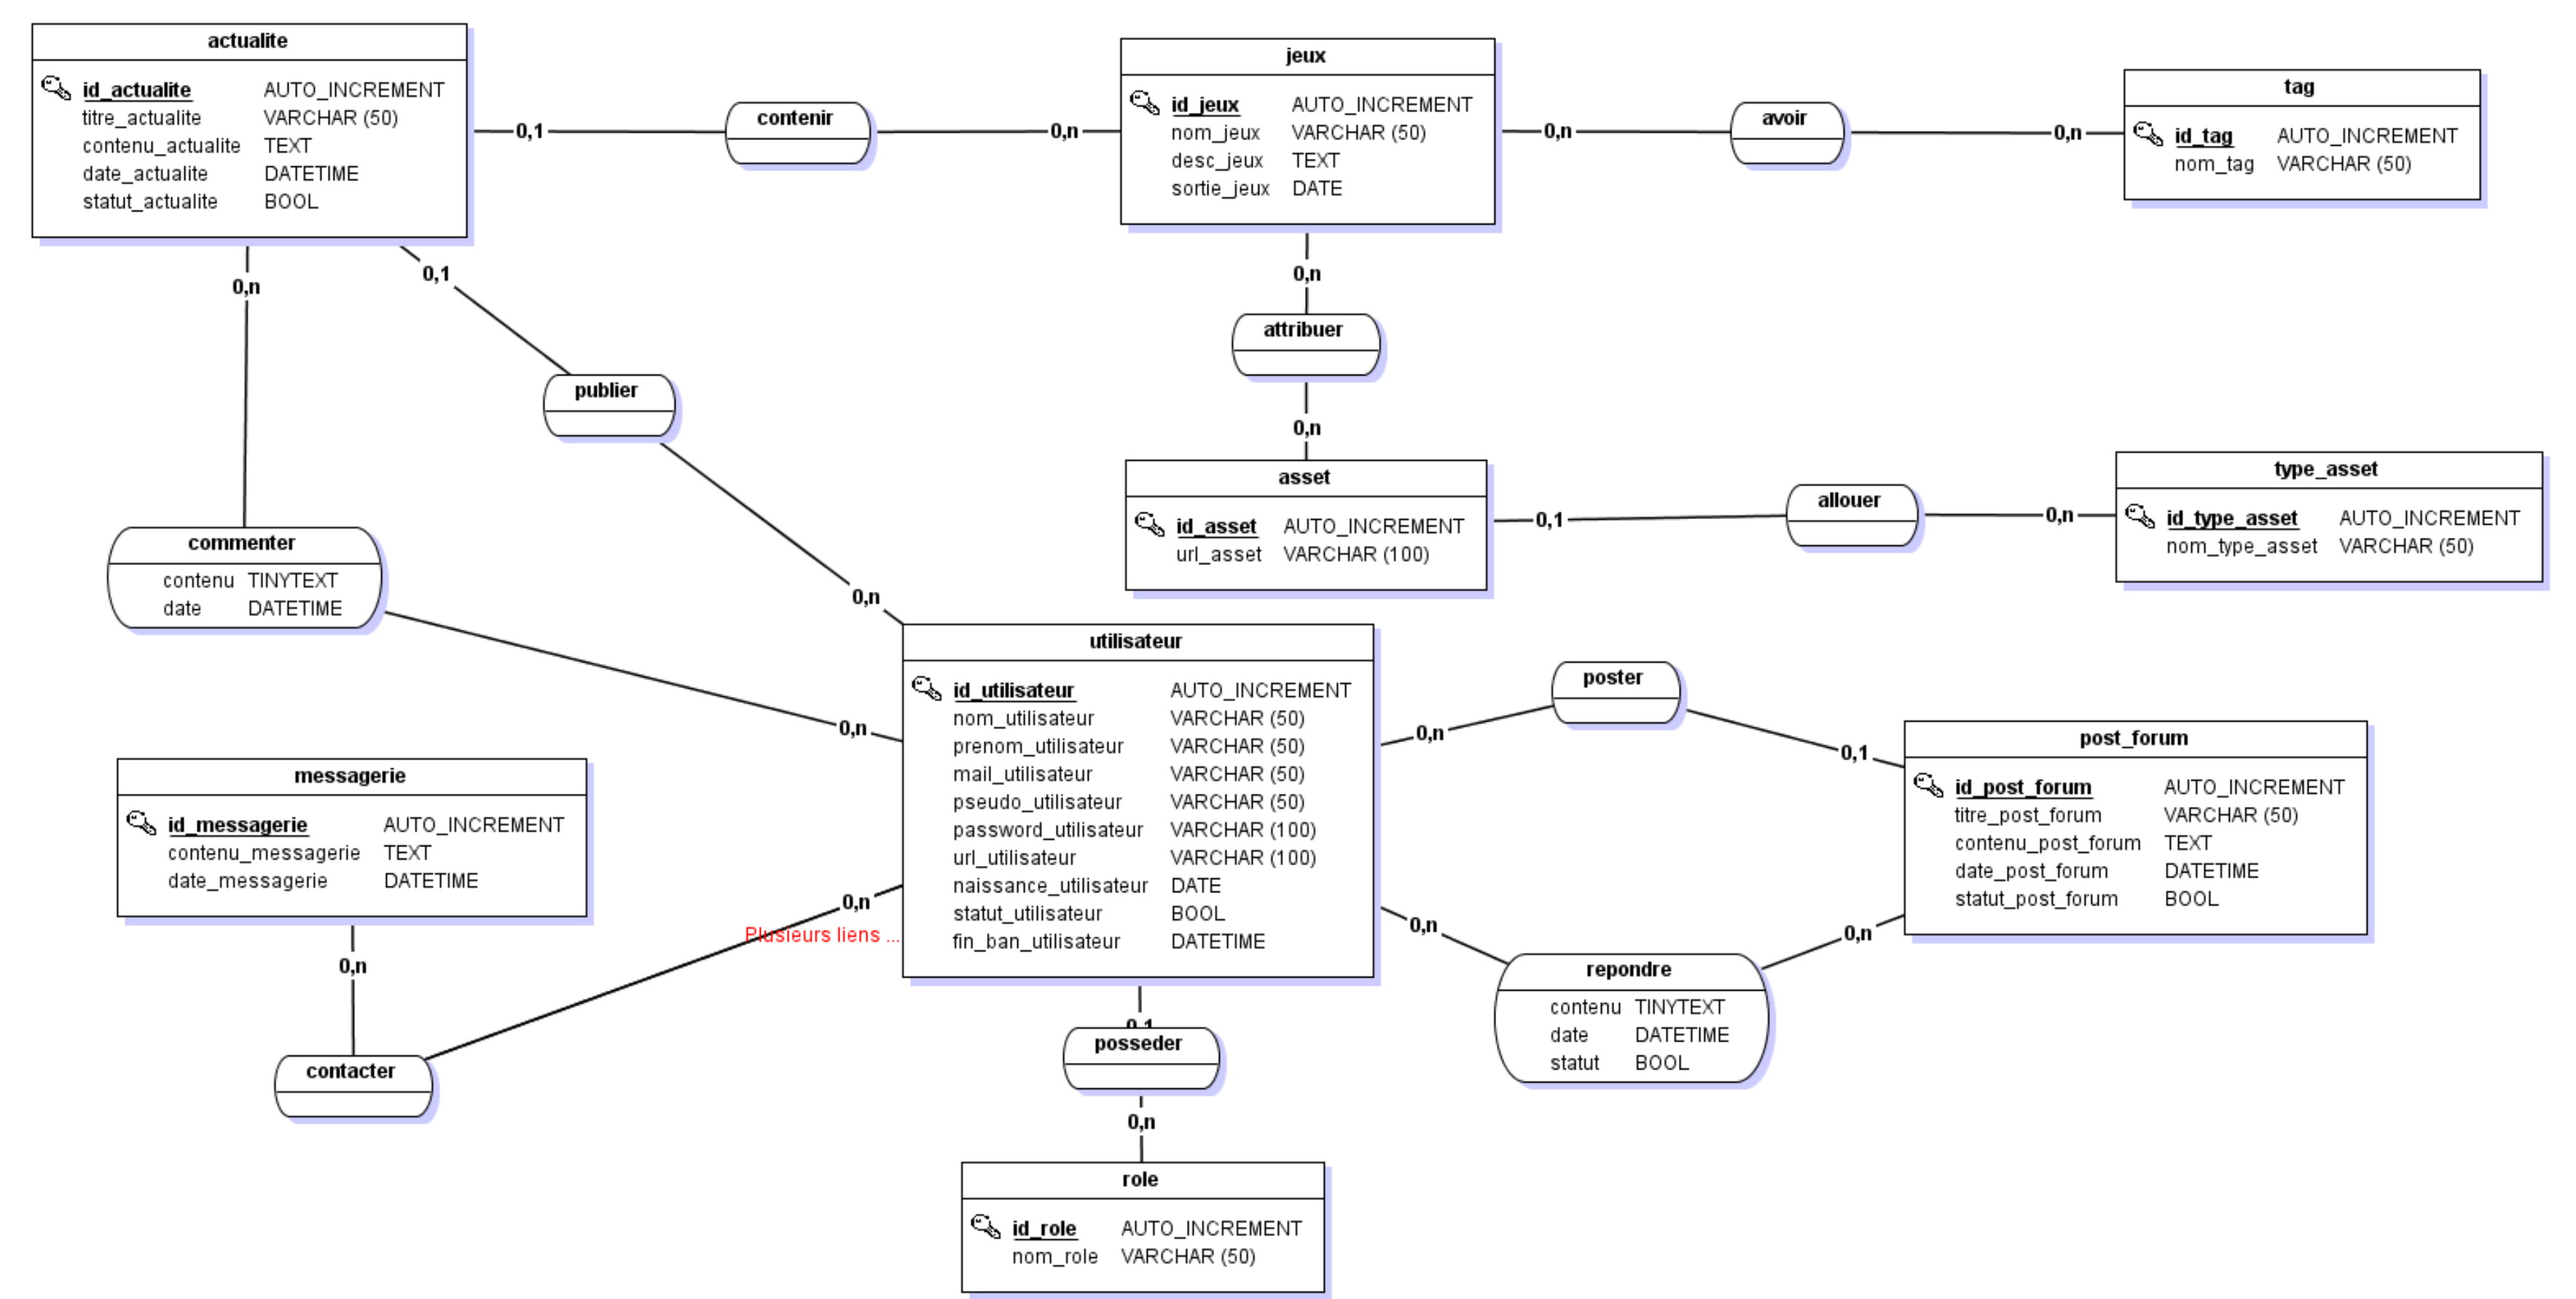 actualite
id_actualite AUTO_INCREMENT
titre_actualite VARCHAR (50)
contenu_actualite TEXT
date_actualite DATETIME
statut_actualite BOOL
0,1
contenir
0,n
jeux
id_jeux AUTO_INCREMENT
nom_jeux VARCHAR (50)
desc_jeux TEXT
sortie_jeux DATE
0,n
avoir
0,n
tag
id_tag AUTO_INCREMENT
nom_tag VARCHAR (50)
0,n
0,1
publier
0,n
0,n
attribuer
0,n
asset
id_asset AUTO_INCREMENT
url_asset VARCHAR (100)
0,1
allouer
0,n
type_asset
id_type_asset AUTO_INCREMENT
nom_type_asset VARCHAR (50)
commenter
contenu TINYTEXT
date DATETIME
0,n
utilisateur
id_utilisateur AUTO_INCREMENT
nom_utilisateur VARCHAR (50)
prenom_utilisateur VARCHAR (50)
mail_utilisateur VARCHAR (50)
pseudo_utilisateur VARCHAR (50)
password_utilisateur VARCHAR (100)
url_utilisateur VARCHAR (100)
naissance_utilisateur DATE
statut_utilisateur BOOL
fin_ban_utilisateur DATETIME
0,n
poster
0,1
post_forum
id_post_forum AUTO_INCREMENT
titre_post_forum VARCHAR (50)
contenu_post_forum TEXT
date_post_forum DATETIME
statut_post_forum BOOL
messagerie
id_messagerie AUTO_INCREMENT
contenu_messagerie TEXT
date_messagerie DATETIME
0,n
Plusieurs liens ...
0,n
contacter
0,n
repondre
contenu TINYTEXT
date DATETIME
statut BOOL
0,n
0,1
posseder
0,n
role
id_role AUTO_INCREMENT
nom_role VARCHAR (50)